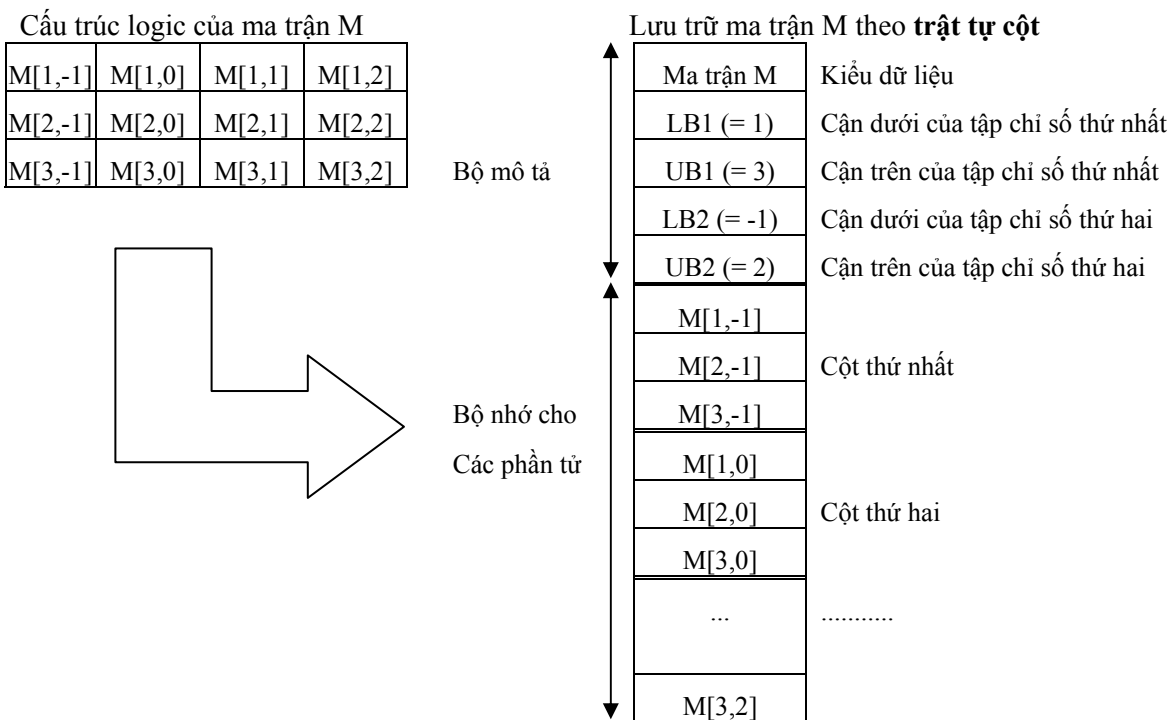 Cấu trúc logic của ma trận M
M[1,-1] M[1,0] M[1,1] M[1,2]
M[2,-1] M[2,0] M[2,1] M[2,2]
M[3,-1] M[3,0] M[3,1] M[3,2]
Lưu trữ ma trận M theo trật tự cột
Bộ mô tả
Ma trận M Kiểu dữ liệu
LB1 (= 1) Cận dưới của tập chỉ số thứ nhất
UB1 (= 3) Cận trên của tập chỉ số thứ nhất
LB2 (= -1) Cận dưới của tập chỉ số thứ hai
UB2 (= 2) Cận trên của tập chỉ số thứ hai
Bộ nhớ cho
Các phần tử
M[1,-1]
M[2,-1] Cột thứ nhất
M[3,-1]
M[1,0]
M[2,0] Cột thứ hai
M[3,0]
... ...........
M[3,2]